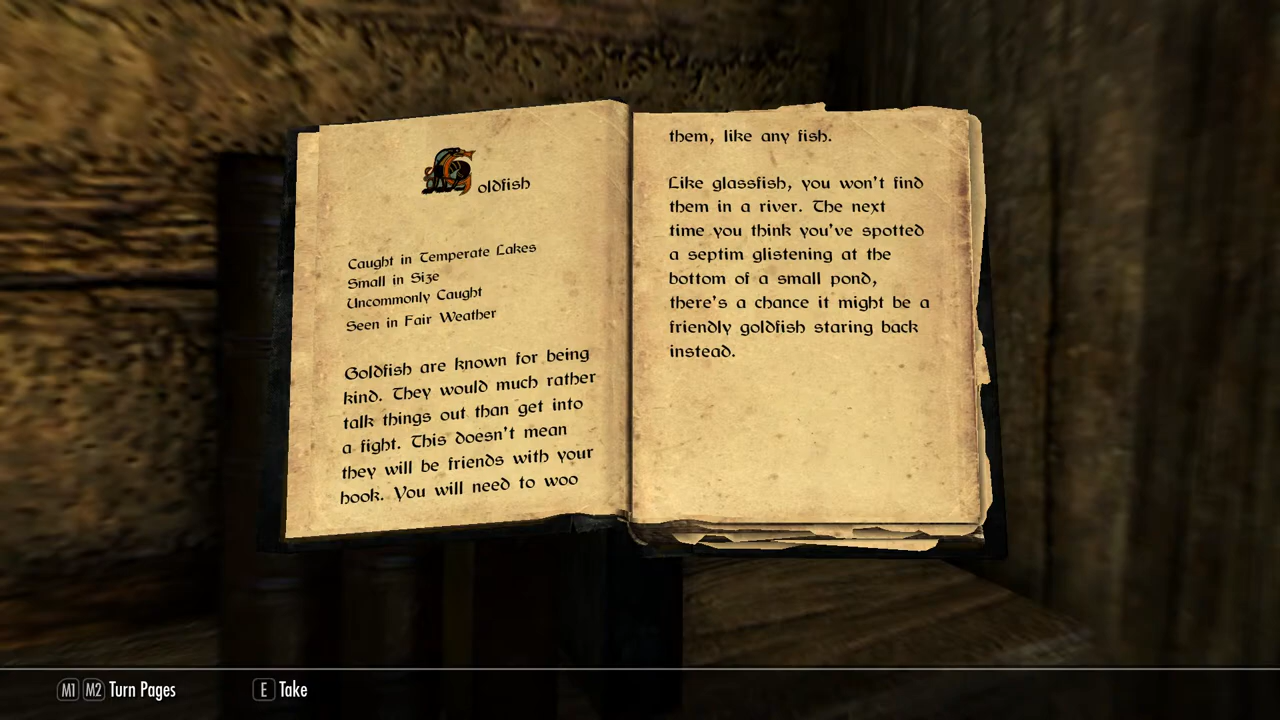 Goldfish
Caught in Temperate Lakes
Small in Size
Uncommonly Caught
Seen in Fair Weather
Goldfish are known for being
kind. They would much rather
talk things out than get into
a fight. This doesn't mean
they will be friends with your
hook. You will need to woo
them, like any fish.
Like glassfish, you won't find
them in a river. The next
time you think you've spotted
a septim glistening at the
bottom of a small pond,
there's a chance it might be a
friendly goldfish staring back
instead.
M1 M2 Turn Pages
E Take